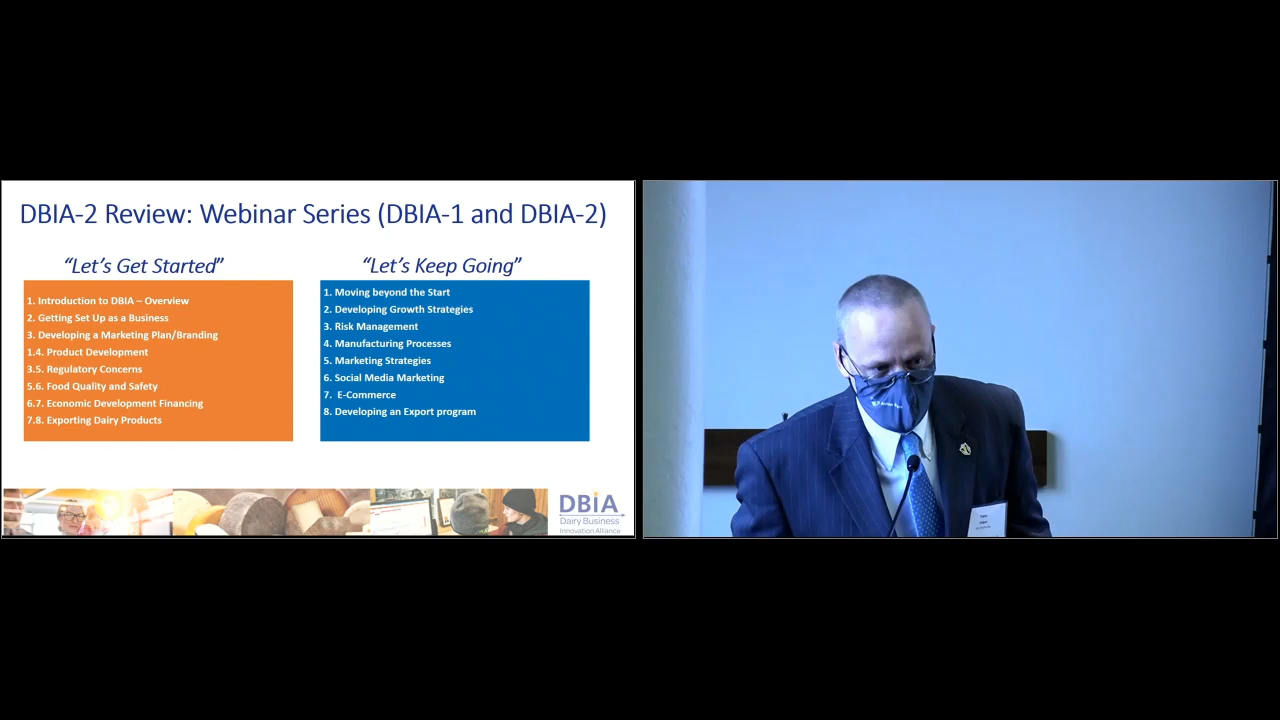 DBIA-2 Review: Webinar Series (DBIA-1 and DBIA-2)
“Let’s Get Started”
1. Introduction to DBIA – Overview
2. Getting Set Up as a Business
3. Developing a Marketing Plan/Branding
1.4. Product Development
3.5. Regulatory Concerns
5.6. Food Quality and Safety
6.7. Economic Development Financing
7.8. Exporting Dairy Products
“Let’s Keep Going”
1. Moving beyond the Start
2. Developing Growth Strategies
3. Risk Management
4. Manufacturing Processes
5. Marketing Strategies
6. Social Media Marketing
7. E-Commerce
8. Developing an Export program
DBiA
Dairy Business
Innovation Alliance